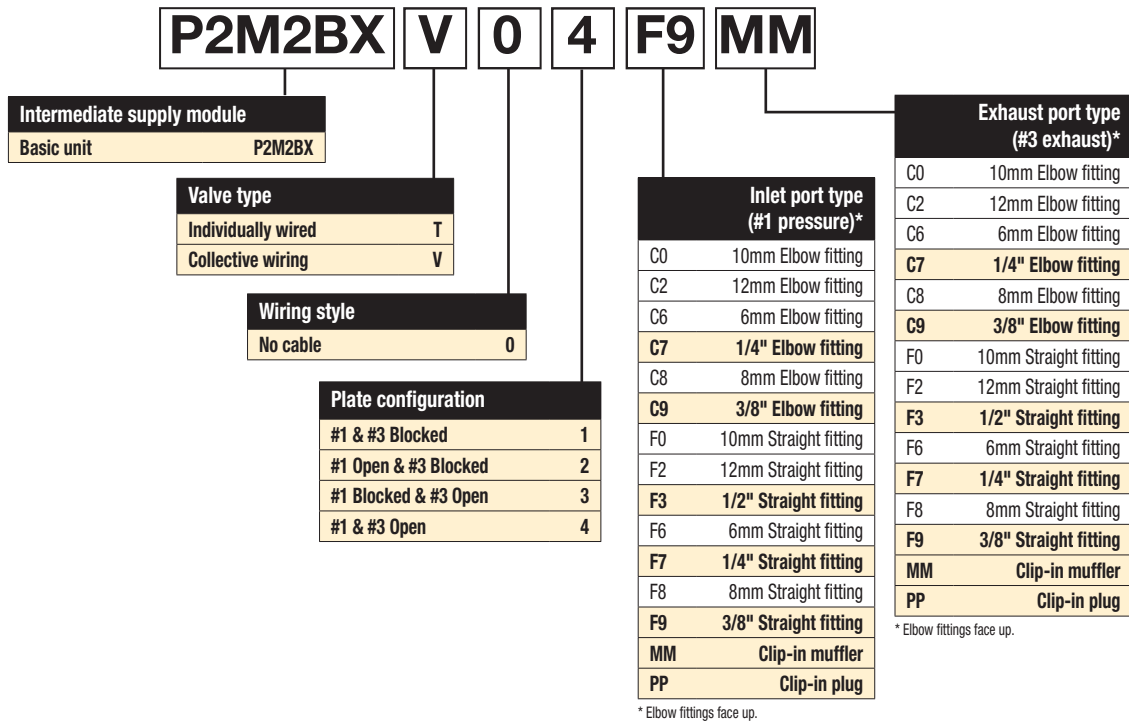 P2M2BX V 0 4 F9 MM
Intermediate supply module
Basic unit P2M2BX
Valve type
Individually wired T
Collective wiring V
Wiring style
No cable 0
Plate configuration
#1 & #3 Blocked 1
#1 Open & #3 Blocked 2
#1 Blocked & #3 Open 3
#1 & #3 Open 4
Inlet port type
(#1 pressure)*
C0 10mm Elbow fitting
C2 12mm Elbow fitting
C6 6mm Elbow fitting
C7 1/4" Elbow fitting
C8 8mm Elbow fitting
C9 3/8" Elbow fitting
F0 10mm Straight fitting
F2 12mm Straight fitting
F3 1/2" Straight fitting
F6 6mm Straight fitting
F7 1/4" Straight fitting
F8 8mm Straight fitting
F9 3/8" Straight fitting
MM Clip-in muffler
PP Clip-in plug
* Elbow fittings face up.
Exhaust port type
(#3 exhaust)*
C0 10mm Elbow fitting
C2 12mm Elbow fitting
C6 6mm Elbow fitting
C7 1/4" Elbow fitting
C8 8mm Elbow fitting
C9 3/8" Elbow fitting
F0 10mm Straight fitting
F2 12mm Straight fitting
F3 1/2" Straight fitting
F6 6mm Straight fitting
F7 1/4" Straight fitting
F8 8mm Straight fitting
F9 3/8" Straight fitting
MM Clip-in muffler
PP Clip-in plug
* Elbow fittings face up.